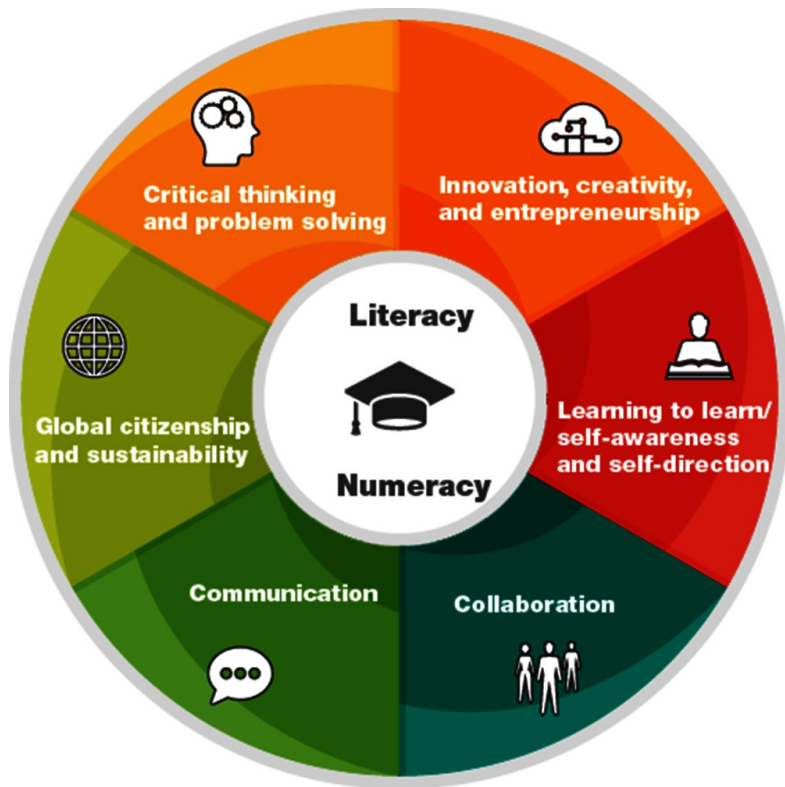 Critical thinking
and problem solving
Innovation, creativity,
and entrepreneurship
Learning to learn/
self-awareness
and self-direction
Collaboration
Communication
Global citizenship
and sustainability
Literacy
Numeracy